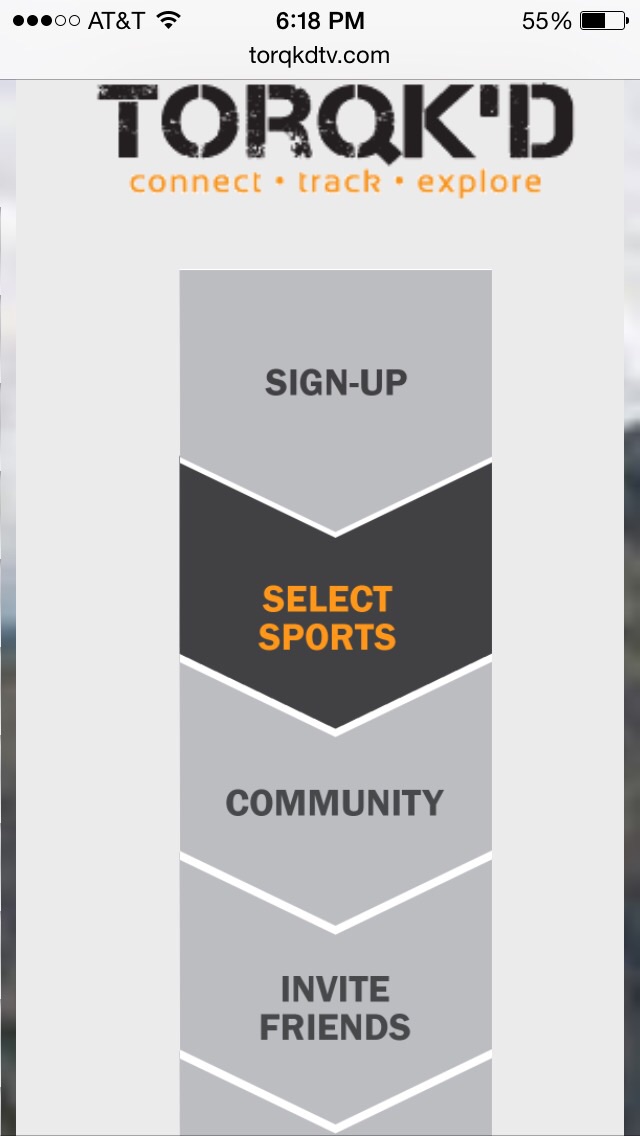 AT&T 6:18 PM 55%
torqkdtv.com
TORQK'D
connect • track • explore
SIGN-UP
SELECT
SPORTS
COMMUNITY
INVITE
FRIENDS